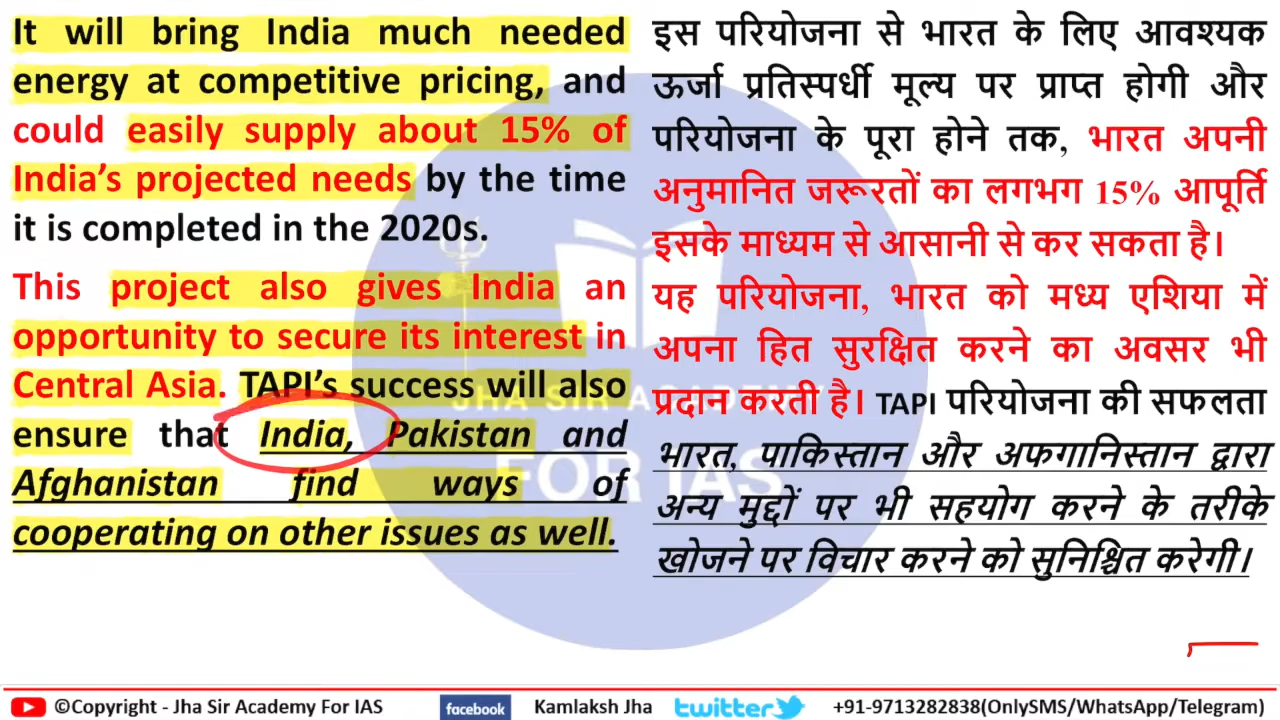 It will bring India much needed
energy at competitive pricing, and
could easily supply about 15% of
India's projected needs by the time
it is completed in the 2020s.
This project also gives India an
opportunity to secure its interest in
Central Asia. TAPI's success will also
ensure that India, Pakistan and
Afghanistan find ways of
cooperating on other issues as well.
इस परियोजना से भारत के लिए आवश्यक
ऊर्जा प्रतिस्पर्धी मूल्य पर प्राप्त होगी और
परियोजना के पूरा होने तक, भारत अपनी
अनुमानित जरूरतों का लगभग 15% आपूर्ति
इसके माध्यम से आसानी से कर सकता है।
यह परियोजना, भारत को मध्य एशिया में
अपना हित सुरक्षित करने का अवसर भी
प्रदान करती है। TAPI परियोजना की सफलता
भारत, पाकिस्तान और अफगानिस्तान द्वारा
अन्य मुद्दों पर भी सहयोग करने के तरीके
खोजने पर विचार करने को सुनिश्चित करेगी।
JHA SIR ACADEMY
FOR IAS
©Copyright - Jha Sir Academy For IAS facebook Kamlaksh Jha twitter +91-9713282838(OnlySMS/WhatsApp/Telegram)